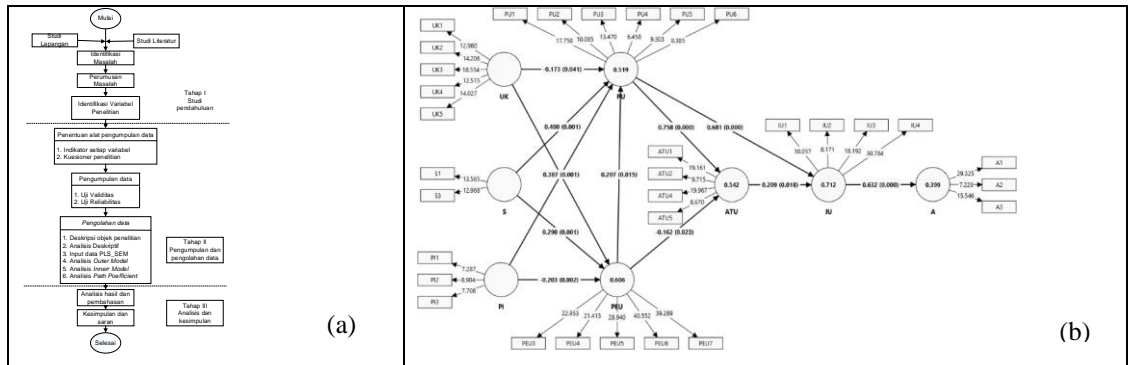 Mulai
Studi
Lapangan
Studi Literatur
Identifikasi
Masalah
Perumusan
Masalah
Identifikasi Variabel
Penelitian
Tahap I
Studi
pendahuluan
Penentuan alat pengumpulan data
1. Indikator setiap variabel
2. Kuesioner penelitian
Pengumpulan data
1. Uji Validitas
2. Uji Reliabilitas
Pengolahan data
1. Deskripsi objek penelitian
2. Analisis Deskriptif
3. Input data PLS_SEM
4. Analisis Outer Model
5. Analisis Inner Model
6. Analisis Path Poefficient
Tahap II
Pengumpulan dan
pengolahan data
Analisis hasil dan
pembahasan
Kesimpulan dan
saran
Tahap III
Analisis dan
kesimpulan
Selesai
(a)
PU1
PU2
PU3
PU4
PU5
PU6
17.756
10.085
13.470
6.458
9.303
8.385
UK1
UK2
UK3
UK4
UK5
12.980
14.208
18.554
12.515
14.027
UK
-0.173 (0.041)
0.519
PU
0.400 (0.001)
0.387 (0.001)
0.207 (0.015)
0.758 (0.000)
0.681 (0.000)
S1
S3
13.565
12.966
S
0.290 (0.001)
PI1
PI2
PI3
7.287
8.904
7.708
PI
-0.203 (0.002)
0.606
PEU
22.953
21.413
28.940
40.552
39.289
PEU3
PEU4
PEU5
PEU6
PEU7
-0.162 (0.023)
ATU1
ATU2
ATU4
ATU5
19.161
9.715
19.967
8.670
0.542
ATU
0.209 (0.018)
IU1
IU2
IU3
IU4
10.057
8.171
18.192
30.784
0.712
IU
0.632 (0.000)
0.399
A
A1
A2
A3
29.325
7.220
15.546
(b)